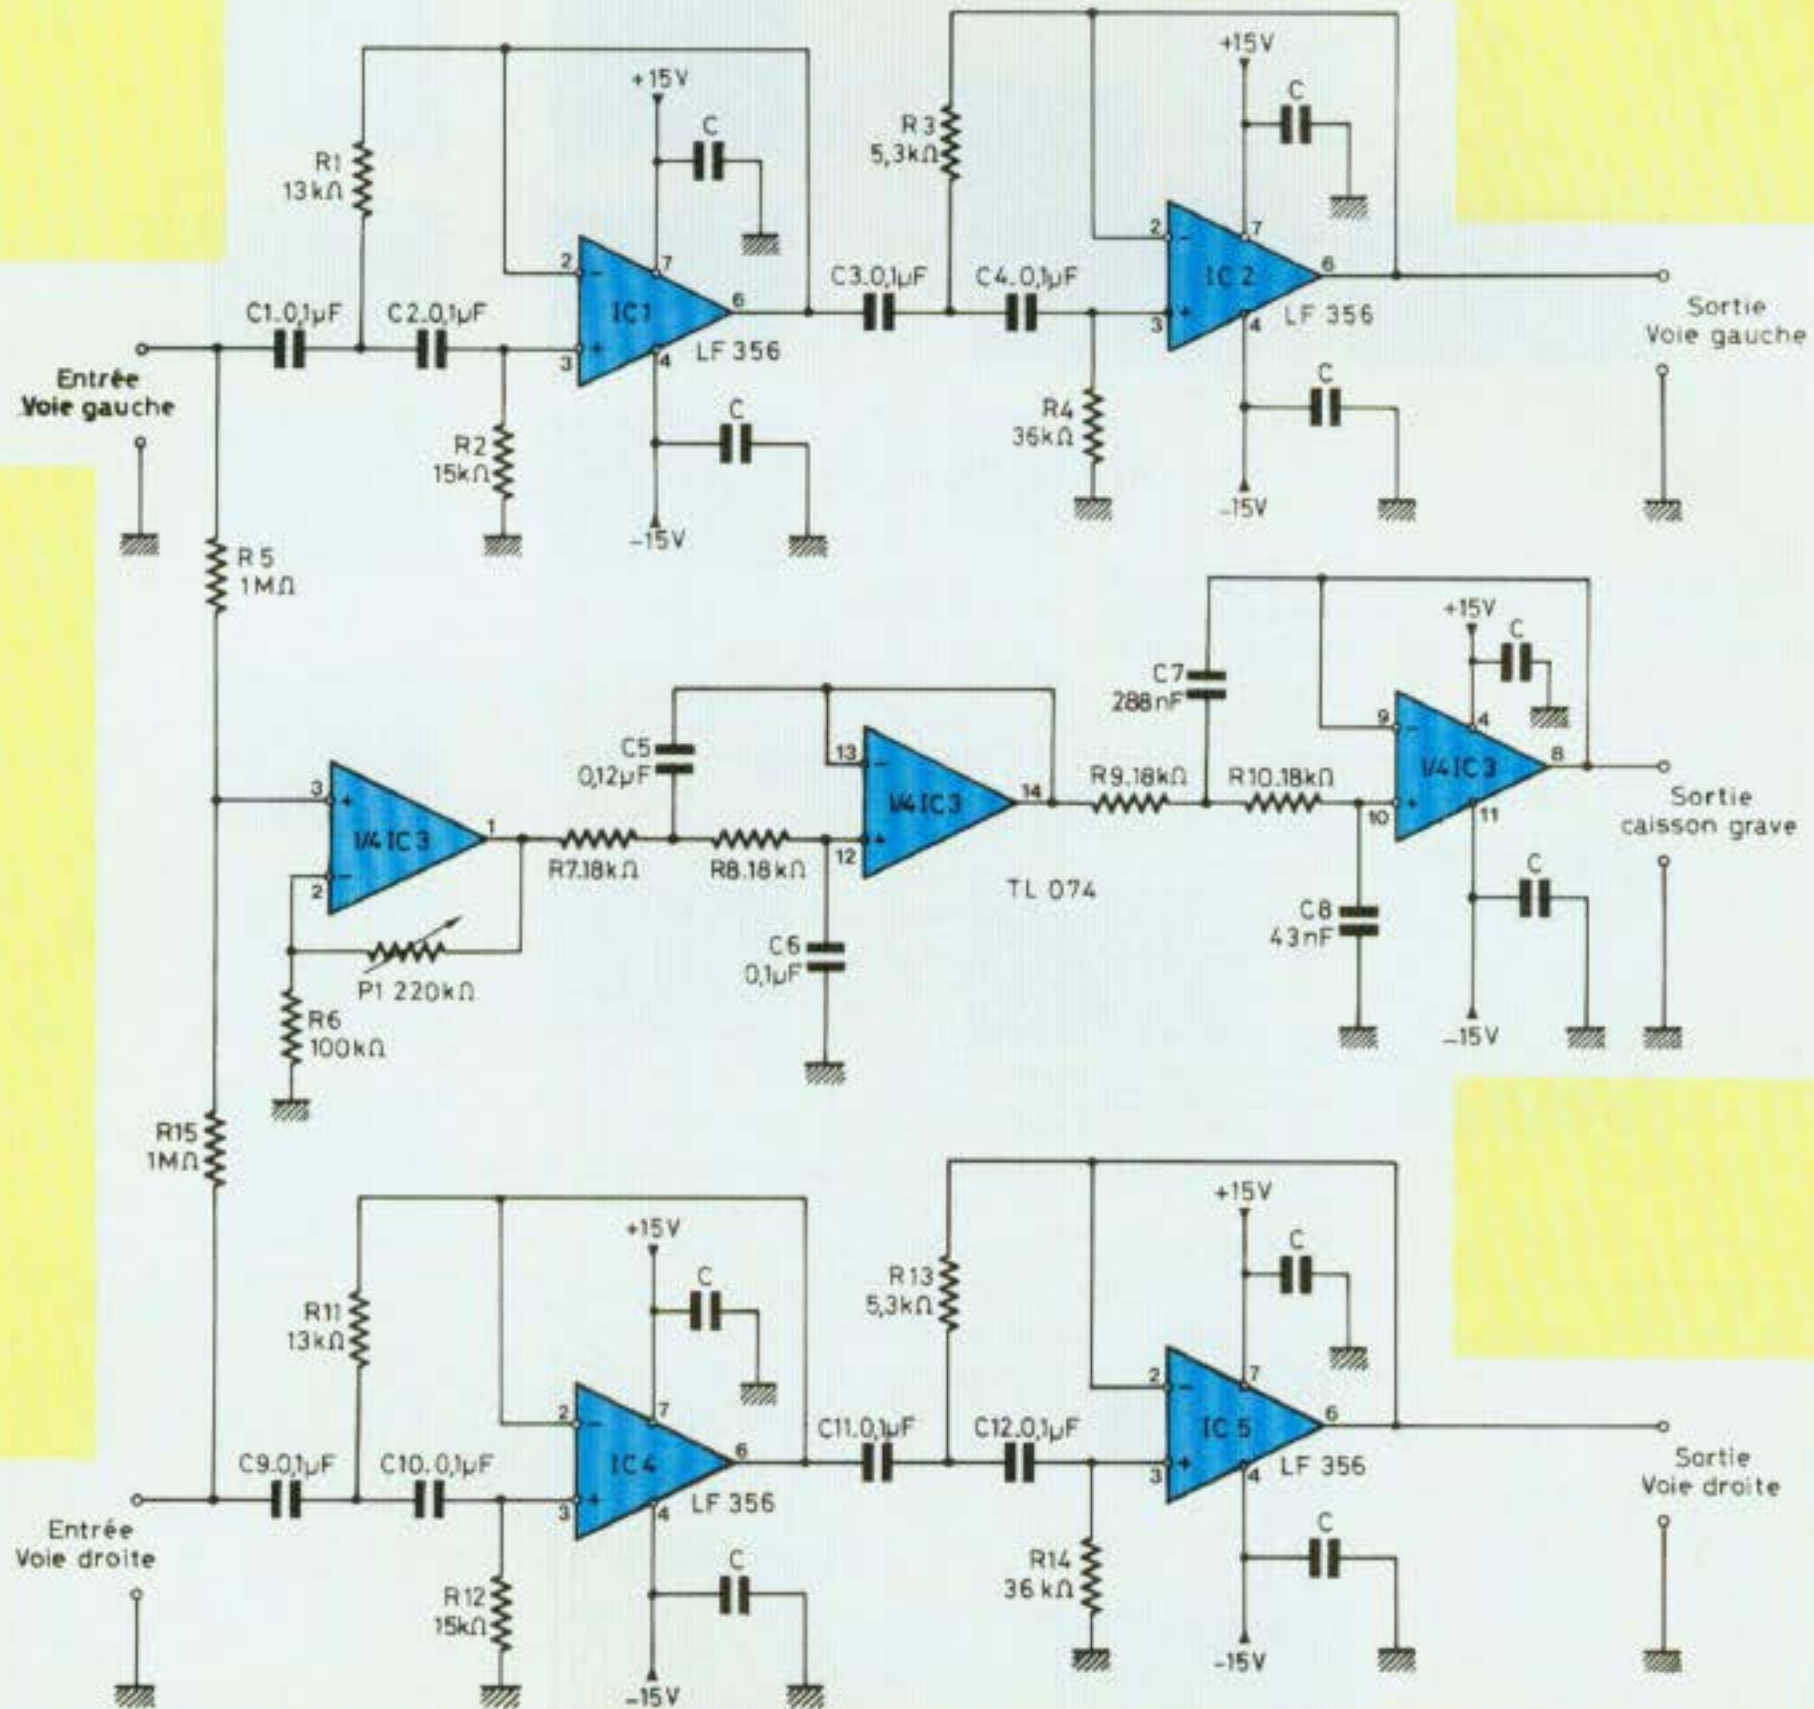 +15V
C
R1
13kΩ
2
-
7
IC1
6
LF 356
C1.0,1µF
C2.0,1µF
3
+
4
Entrée
Voie gauche
R2
15kΩ
C
-15V
R3
5,3kΩ
+15V
C
2
-
7
IC2
6
LF 356
C3.0,1µF
C4.0,1µF
3
+
4
Sortie
Voie gauche
R4
36kΩ
C
-15V
R5
1MΩ
3
+
1/4 IC3
1
2
-
P1 220kΩ
R6
100kΩ
C5
0,12µF
R7.18kΩ
R8.18kΩ
13
-
1/4 IC3
14
12
+
C6
0,1µF
TL 074
C7
288nF
R9.18kΩ
R10.18kΩ
+15V
C
9
-
4
1/4 IC3
8
10
+
11
Sortie
caisson grave
C8
43nF
C
-15V
R15
1MΩ
R11
13kΩ
+15V
C
2
-
7
IC4
6
LF 356
C9.0,1µF
C10.0,1µF
3
+
4
Entrée
Voie droite
R12
15kΩ
C
-15V
R13
5,3kΩ
+15V
C
2
-
7
IC5
6
LF 356
C11.0,1µF
C12.0,1µF
3
+
4
Sortie
Voie droite
R14
36kΩ
C
-15V